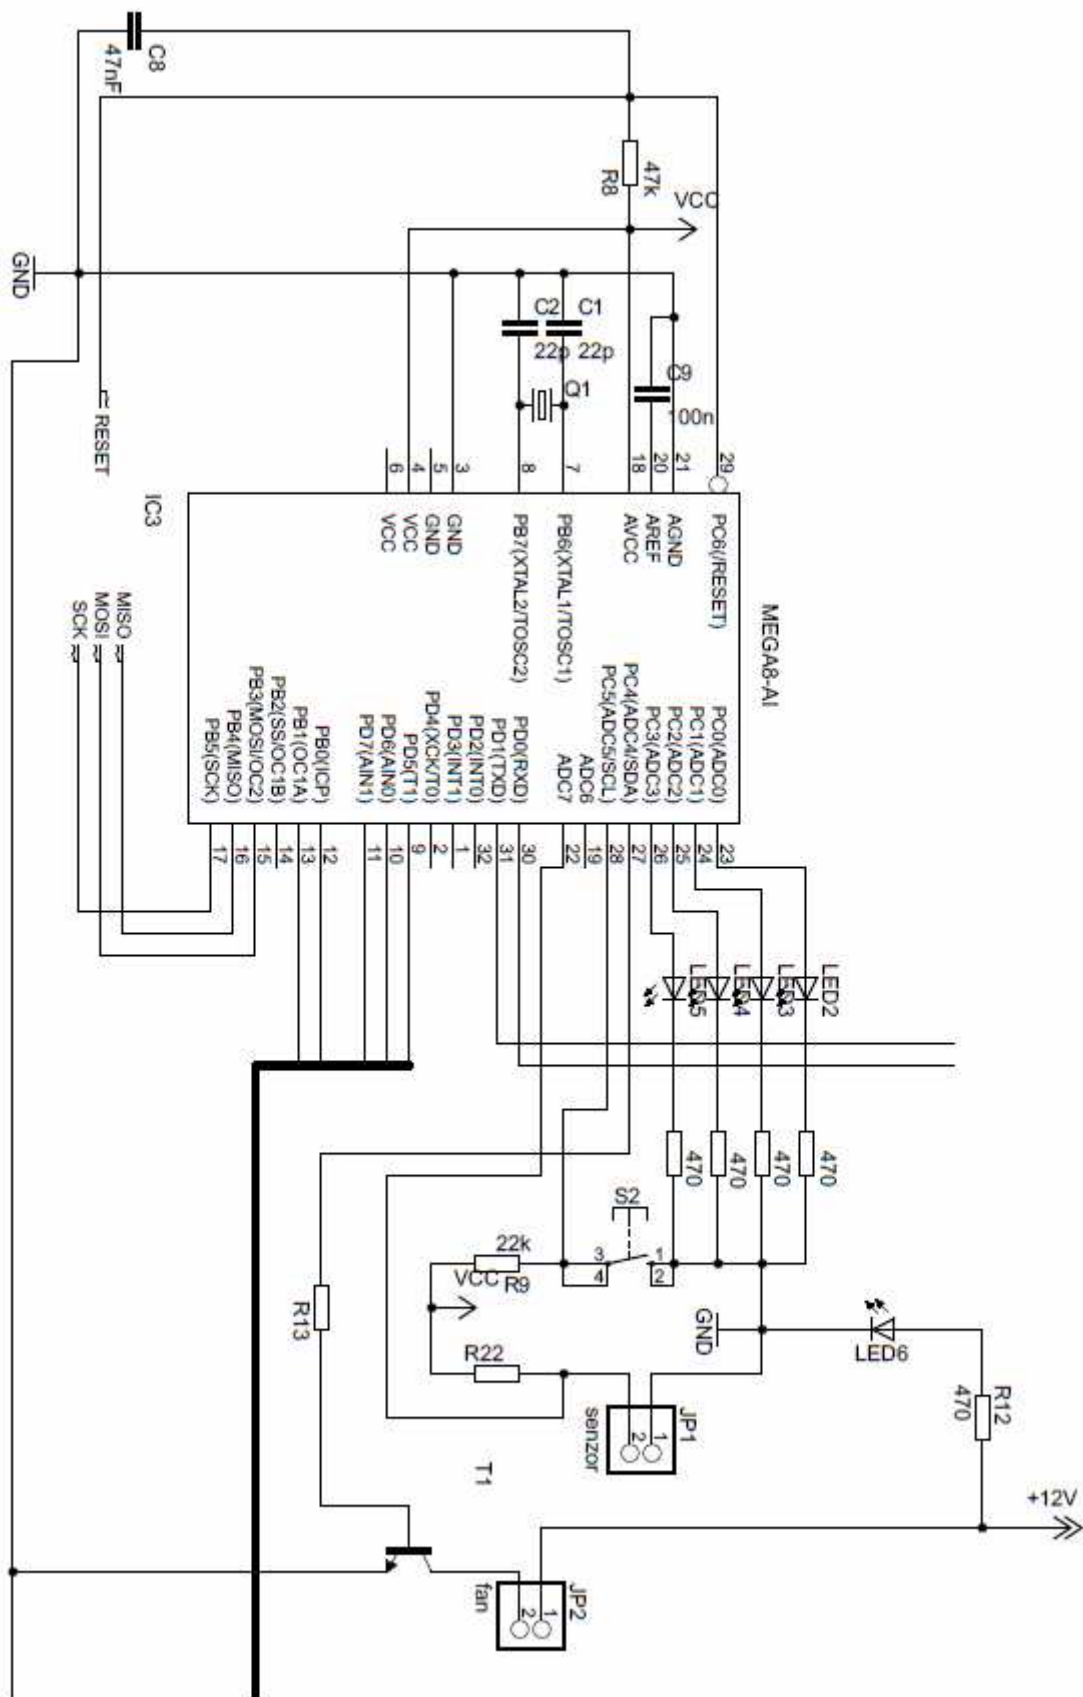 C8
47nF
47k
R8
VCC
GND
C2
C1
22p
22p
Q1
C9
100n
RESET
6
4
5
3
8
7
18
20
21
29
IC3
VCC
VCC
GND
GND
PB7(XTAL2/TOSC2)
PB6(XTAL1/TOSC1)
AVCC
AREF
AGND
PC6(/RESET)
MEGA8-AI
MISO
MOSI
SCK
PB5(SCK)
PB4(MISO)
PB3(MOSI/OC2)
PB2(SS/OC1B)
PB1(OC1A)
PB0(ICP)
PD7(AIN1)
PD6(AIN0)
PD5(T1)
PD4(XCK/T0)
PD3(INT1)
PD2(INT0)
PD1(TXD)
PD0(RXD)
ADC7
ADC6
PC5(ADC5/SCL)
PC4(ADC4/SDA)
PC3(ADC3)
PC2(ADC2)
PC1(ADC1)
PC0(ADC0)
17
16
15
14
13
12
11
10
9
2
1
32
31
30
22
19
28
27
26
25
24
23
LED5
LED4
LED3
LED2
470
470
470
470
S2
3
1
4
2
22k
R9
VCC
R13
R22
GND
LED6
R12
470
JP1
1
2
senzor
T1
+12V
JP2
1
2
fan